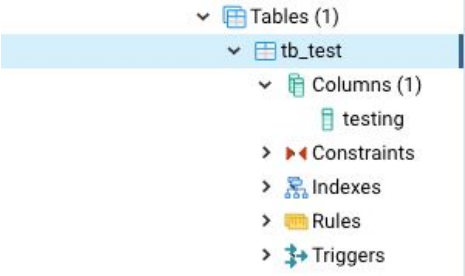 Tables (1)
tb_test
Columns (1)
testing
Constraints
Indexes
Rules
Triggers